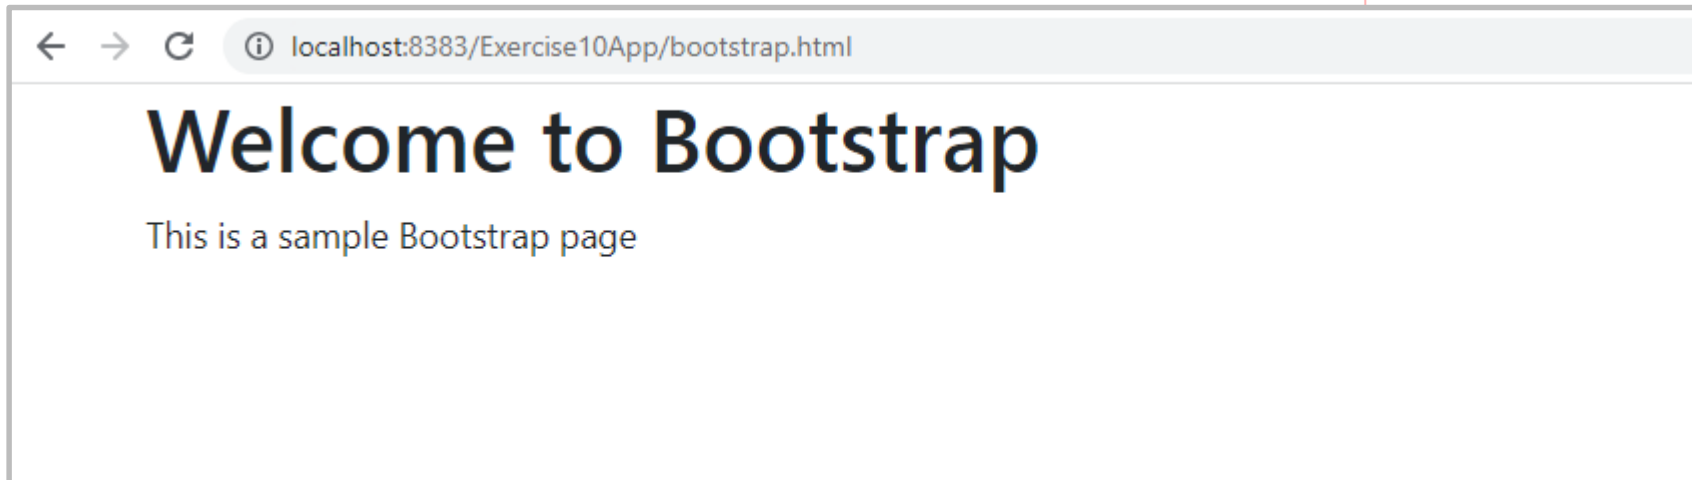 localhost:8383/Exercise10App/bootstrap.html
Welcome to Bootstrap
This is a sample Bootstrap page